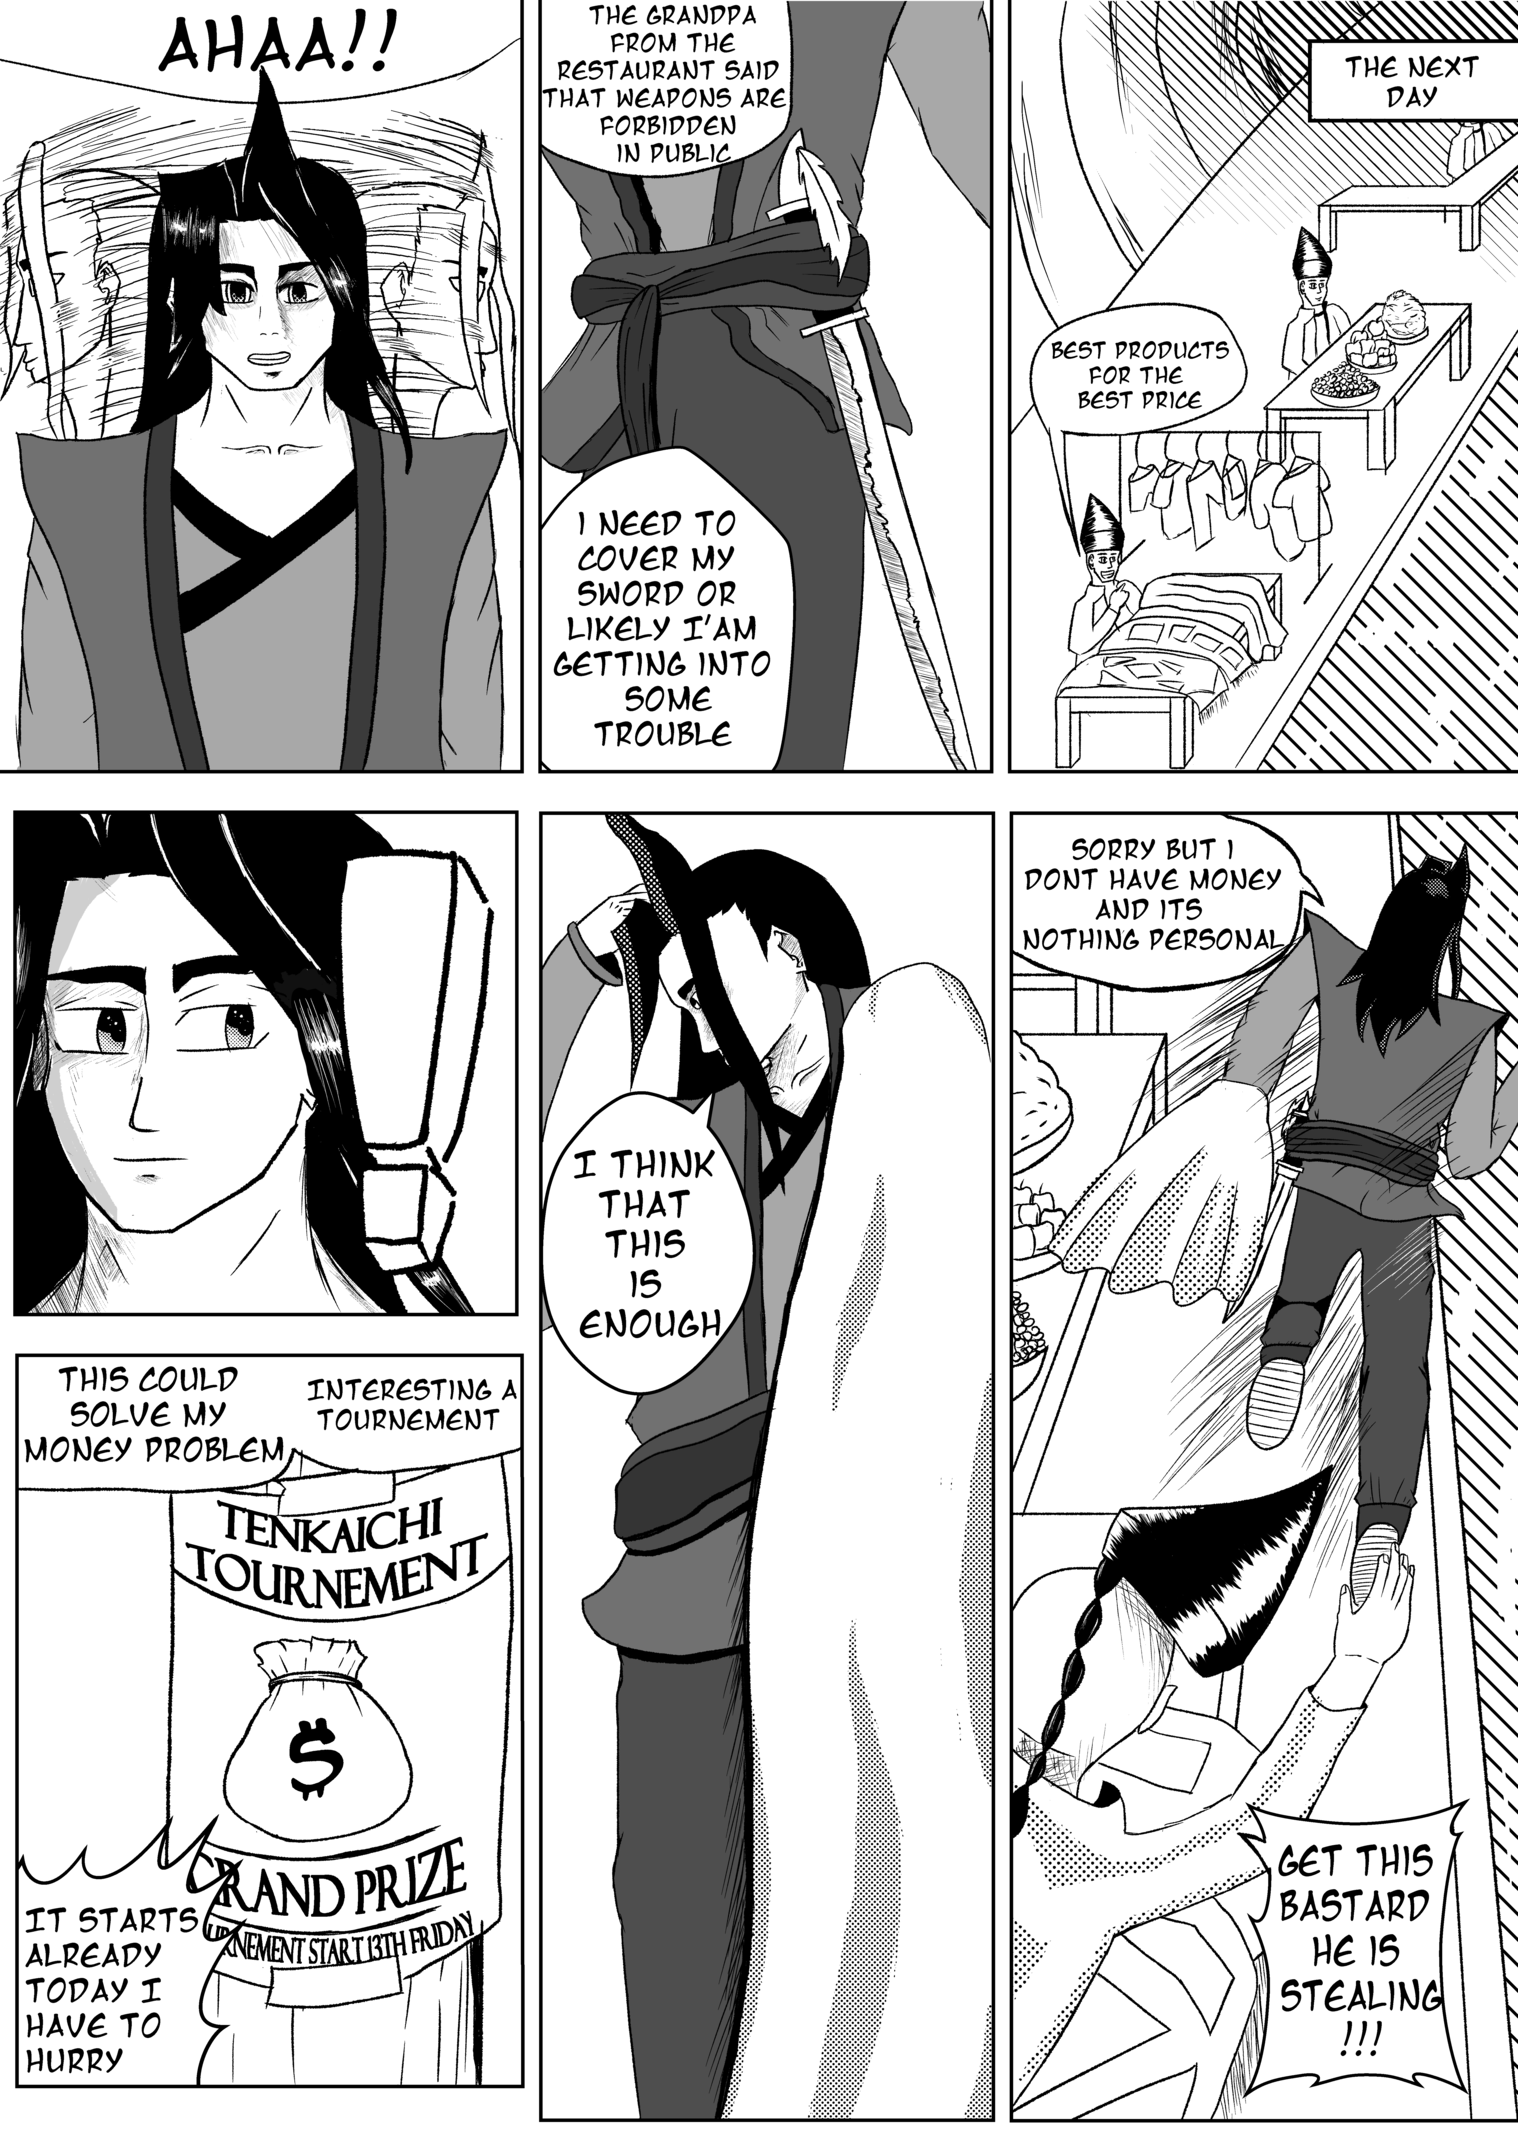 THE NEXT
DAY
BEST PRODUCTS
FOR THE
BEST PRICE
THE GRANDPA
FROM THE
RESTAURANT SAID
THAT WEAPONS ARE
FORBIDDEN
IN PUBLIC
I NEED TO
COVER MY
SWORD OR
LIKELY I'AM
GETTING INTO
SOME
TROUBLE
AHAA!!
SORRY BUT I
DONT HAVE MONEY
AND ITS
NOTHING PERSONAL
GET THIS
BASTARD
HE IS
STEALING
!!!
I THINK
THAT
THIS
IS
ENOUGH
INTERESTING A
TOURNEMENT
THIS COULD
SOLVE MY
MONEY PROBLEM
TENKAICHI
TOURNEMENT
$
GRAND PRIZE
URNEMENT START 13TH FRIDAY
IT STARTS
ALREADY
TODAY I
HAVE TO
HURRY